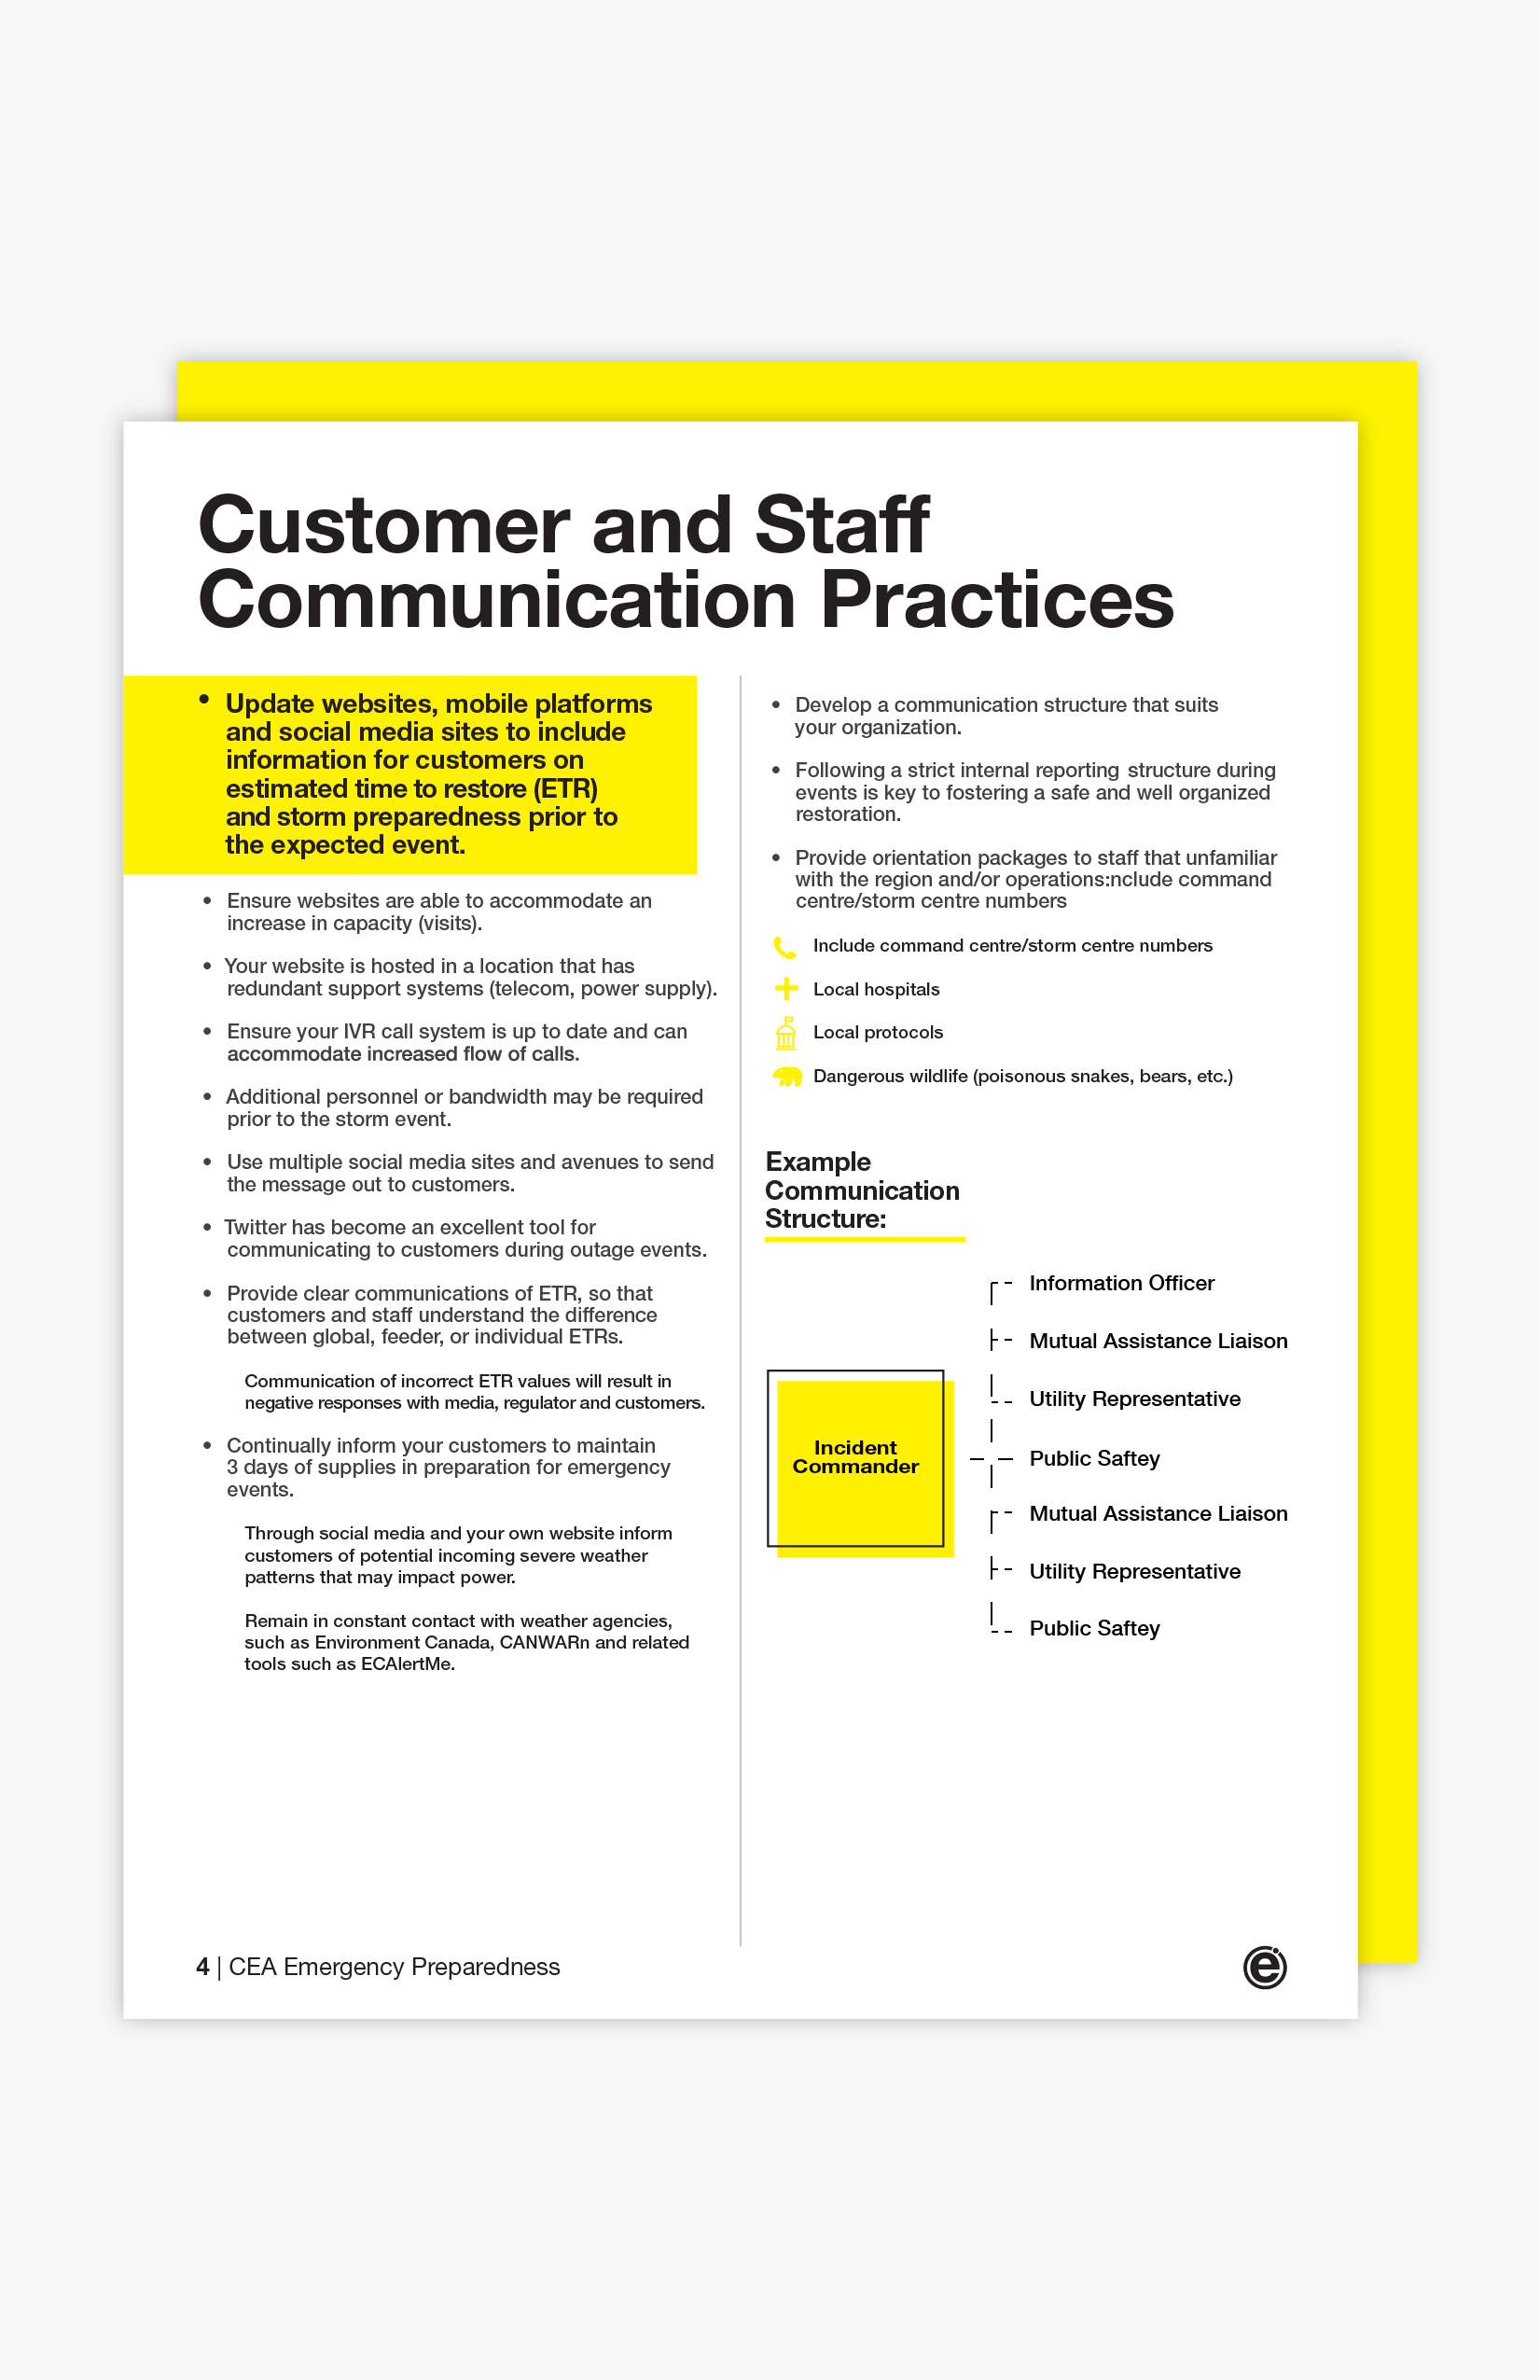 Customer and Staff
Communication Practices
• Update websites, mobile platforms
and social media sites to include
information for customers on
estimated time to restore (ETR)
and storm preparedness prior to
the expected event.
• Ensure websites are able to accommodate an
increase in capacity (visits).
• Your website is hosted in a location that has
redundant support systems (telecom, power supply).
• Ensure your IVR call system is up to date and can
accommodate increased flow of calls.
• Additional personnel or bandwidth may be required
prior to the storm event.
• Use multiple social media sites and avenues to send
the message out to customers.
• Twitter has become an excellent tool for
communicating to customers during outage events.
• Provide clear communications of ETR, so that
customers and staff understand the difference
between global, feeder, or individual ETRs.
Communication of incorrect ETR values will result in
negative responses with media, regulator and customers.
• Continually inform your customers to maintain
3 days of supplies in preparation for emergency
events.
Through social media and your own website inform
customers of potential incoming severe weather
patterns that may impact power.
Remain in constant contact with weather agencies,
such as Environment Canada, CANWARn and related
tools such as ECAlertMe.
• Develop a communication structure that suits
your organization.
• Following a strict internal reporting structure during
events is key to fostering a safe and well organized
restoration.
• Provide orientation packages to staff that unfamiliar
with the region and/or operations:nclude command
centre/storm centre numbers
Include command centre/storm centre numbers
Local hospitals
Local protocols
Dangerous wildlife (poisonous snakes, bears, etc.)
Example
Communication
Structure:
Incident
Commander
Information Officer
Mutual Assistance Liaison
Utility Representative
Public Saftey
Mutual Assistance Liaison
Utility Representative
Public Saftey
4 | CEA Emergency Preparedness
e